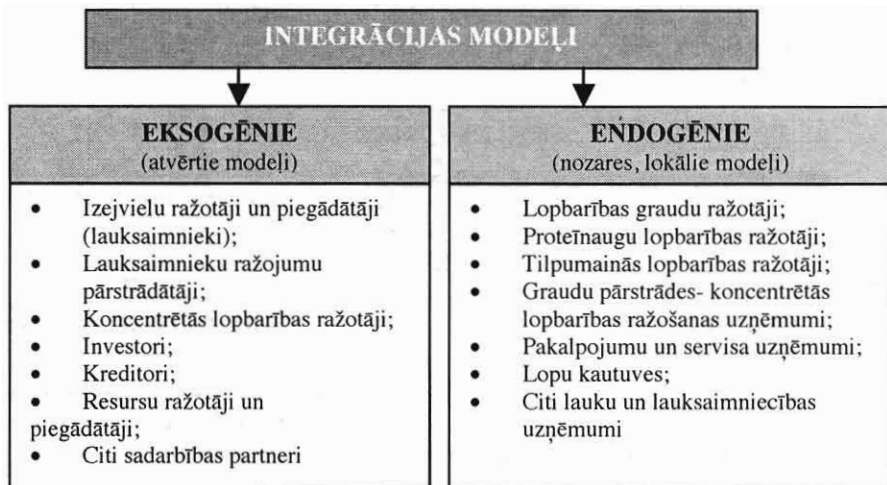 INTEGRĀCIJAS MODEĻI
EKSOGĒNIE
(atvērtie modeļi)
• Izejvielu ražotāji un piegādātāji
(lauksaimnieki);
• Lauksaimnieku ražojumu
pārstrādātāji;
• Koncentrētās lopbarības ražotāji;
• Investori;
• Kreditori;
• Resursu ražotāji un
piegādātāji;
• Citi sadarbības partneri
ENDOGĒNIE
(nozares, lokālie modeļi)
• Lopbarības graudu ražotāji;
• Proteīnaugu lopbarības ražotāji;
• Tilpumainās lopbarības ražotāji;
• Graudu pārstrādes- koncentrētās
lopbarības ražošanas uzņēmumi;
• Pakalpojumu un servisa uzņēmumi;
• Lopu kautuves;
• Citi lauku un lauksaimniecības
uzņēmumi